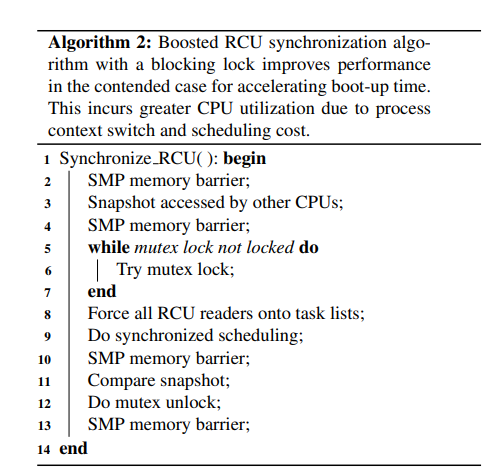 Algorithm 2: Boosted RCU synchronization algo-
rithm with a blocking lock improves performance
in the contended case for accelerating boot-up time.
This incurs greater CPU utilization due to process
context switch and scheduling cost.
1 Synchronize_RCU( ): begin
2 SMP memory barrier;
3 Snapshot accessed by other CPUs;
4 SMP memory barrier;
5 while mutex lock not locked do
6 Try mutex lock;
7 end
8 Force all RCU readers onto task lists;
9 Do synchronized scheduling;
10 SMP memory barrier;
11 Compare snapshot;
12 Do mutex unlock;
13 SMP memory barrier;
14 end